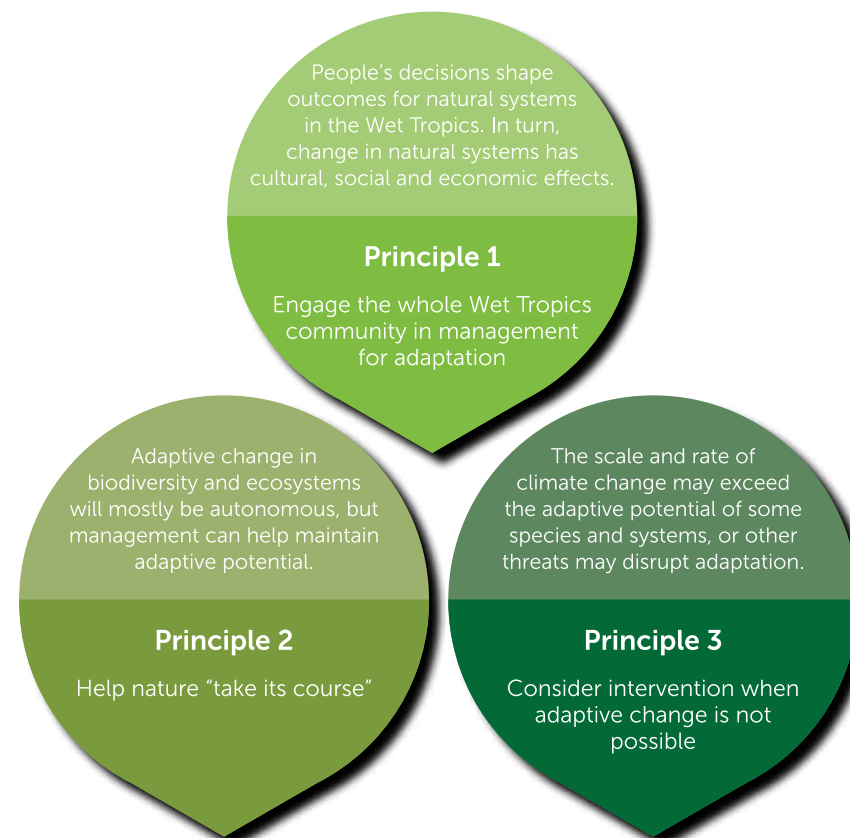 People’s decisions shape
outcomes for natural systems
in the Wet Tropics. In turn,
change in natural systems has
cultural, social and economic effects.
Principle 1
Engage the whole Wet Tropics
community in management
for adaptation
Adaptive change in
biodiversity and ecosystems
will mostly be autonomous, but
management can help maintain
adaptive potential.
Principle 2
Help nature “take its course”
The scale and rate of
climate change may exceed
the adaptive potential of some
species and systems, or other
threats may disrupt adaptation.
Principle 3
Consider intervention when
adaptive change is not
possible